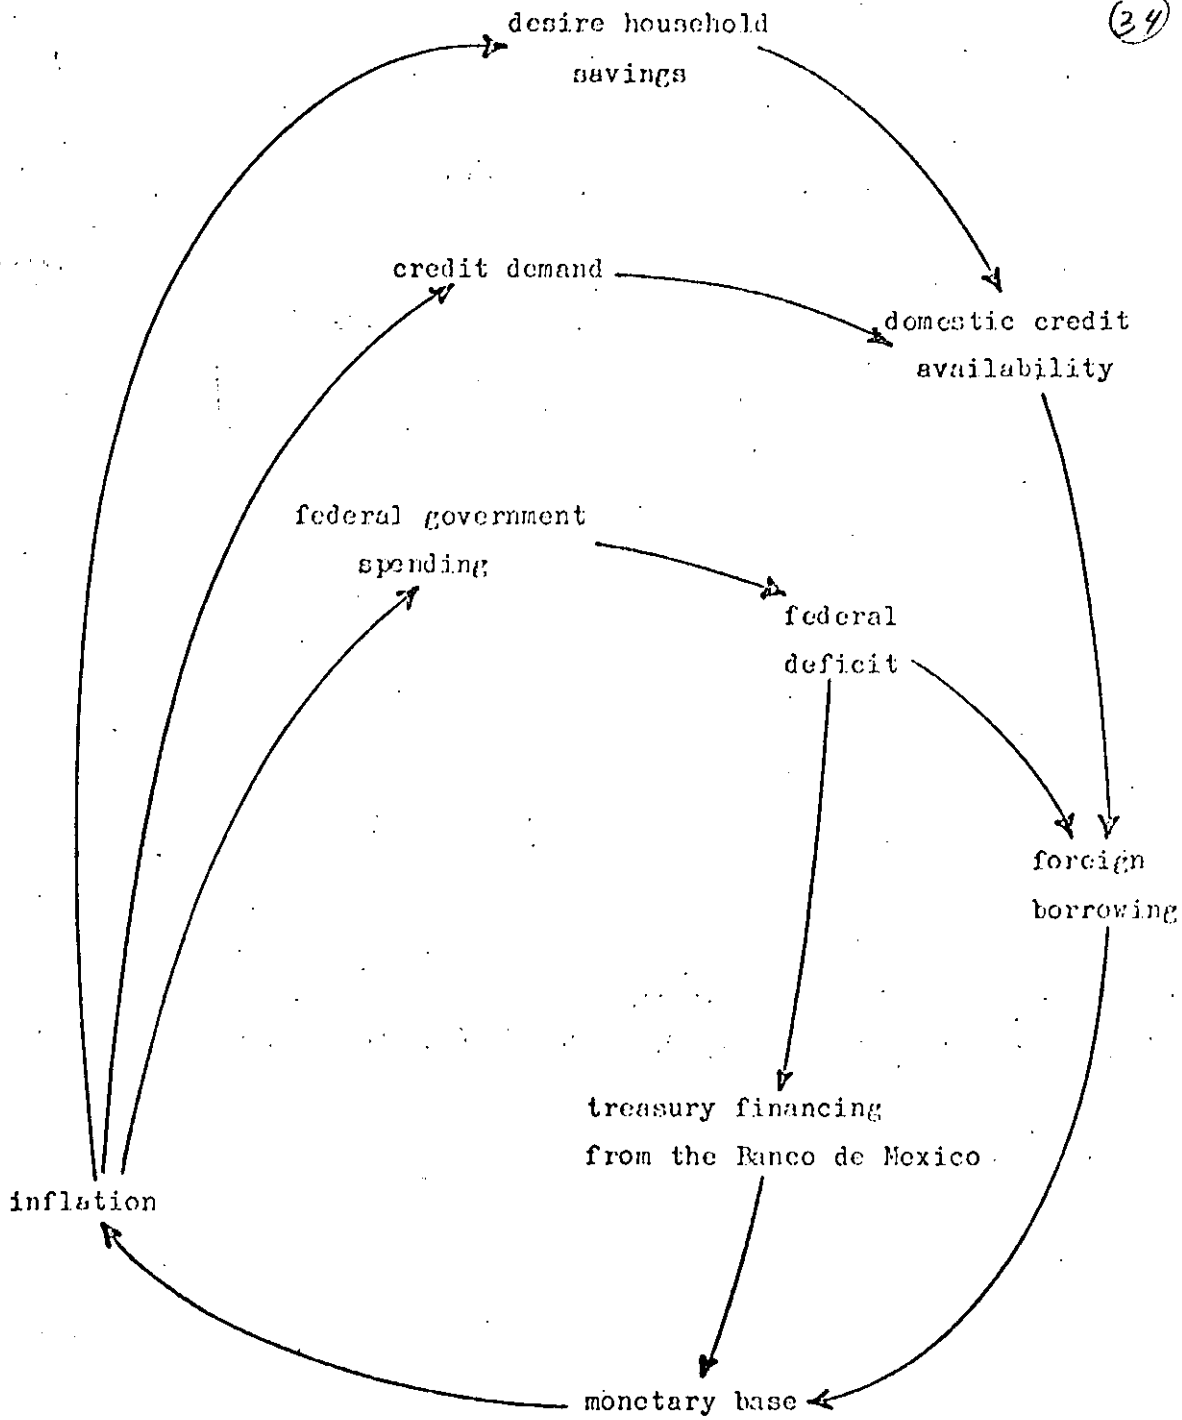 34
desire household
savings
credit demand
domestic credit
availability
federal government
spending
federal
deficit
foreign
borrowing
treasury financing
from the Banco de Mexico
inflation
monetary base